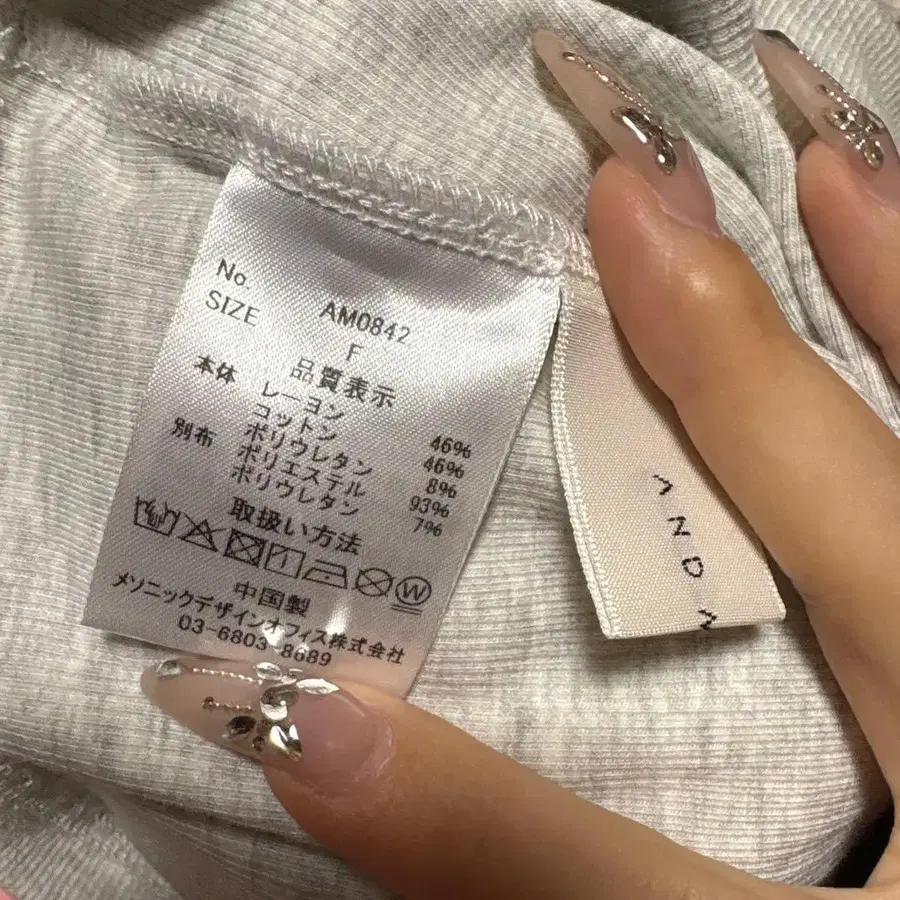 No. AM0842
SIZE F
品質表示
本体 レーヨン 46%
コットン 46%
ポリウレタン 8%
別布 ポリエステル 93%
ポリウレタン 7%
取扱い方法
W
中国製
メソニックデザインオフィス株式会社
03-6803-8689